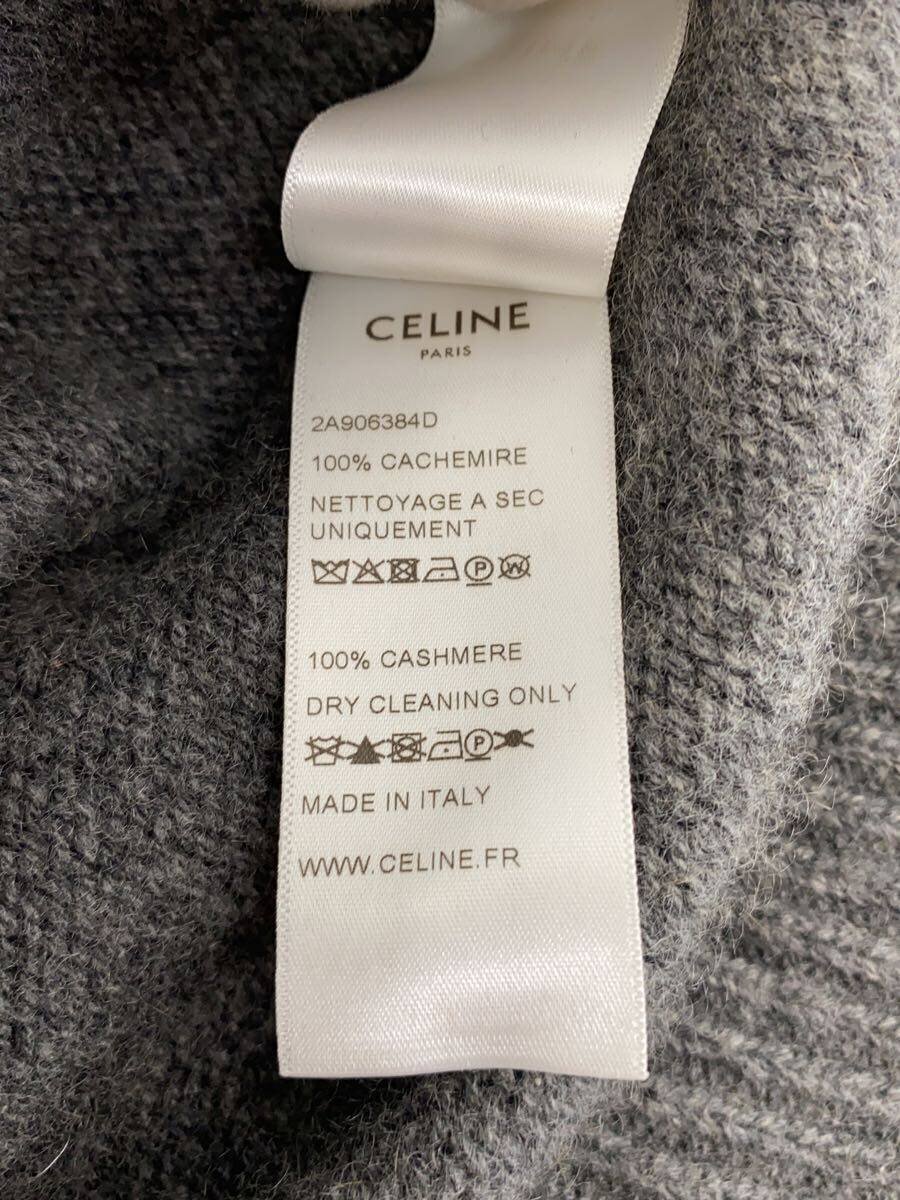 CELINE
PARIS
2A906384D
100% CACHEMIRE
NETTOYAGE A SEC
UNIQUEMENT
P W
100% CASHMERE
DRY CLEANING ONLY
P
MADE IN ITALY
WWW.CELINE.FR